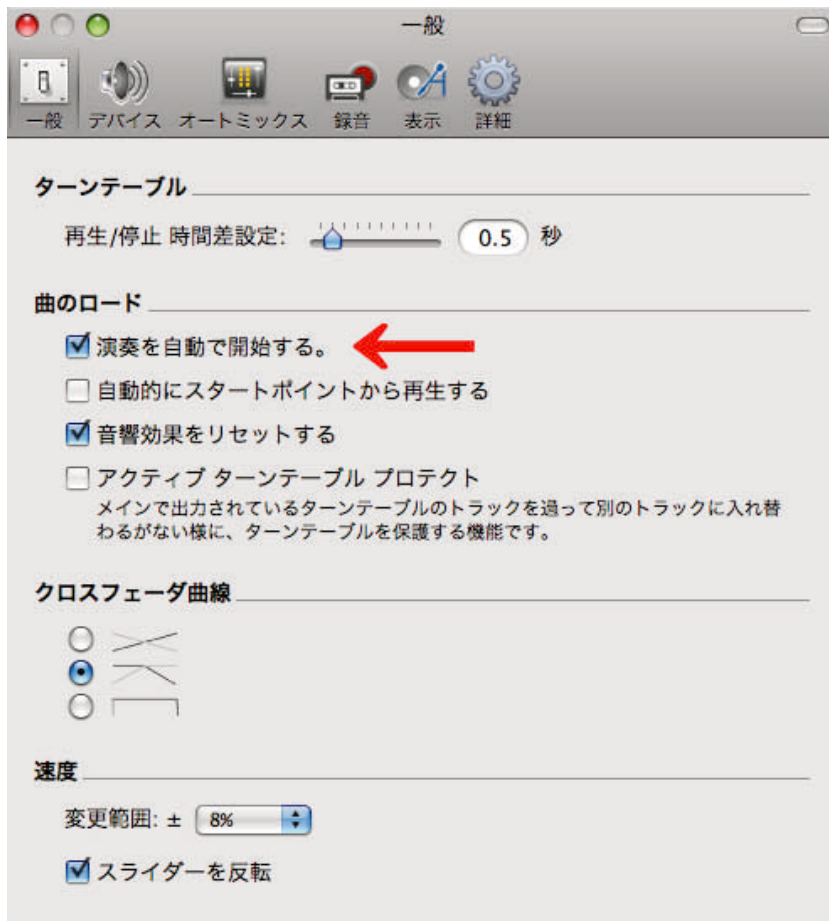 一般
一般 デバイス オートミックス 録音 表示 詳細
ターンテーブル
再生/停止 時間差設定: 0.5 秒
曲のロード
演奏を自動で開始する。
自動的にスタートポイントから再生する
音響効果をリセットする
アクティブ ターンテーブル プロテクト
メインで出力されているターンテーブルのトラックを過って別のトラックに入れ替
わるがない様に、ターンテーブルを保護する機能です。
クロスフェーダ曲線
速度
変更範囲: ± 8%
スライダーを反転